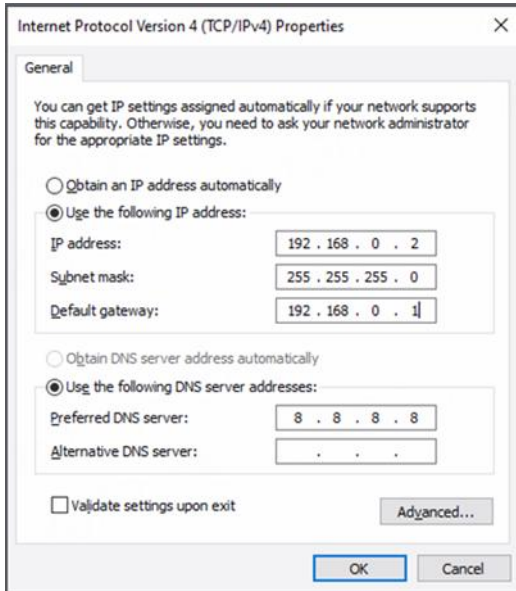 Internet Protocol Version 4 (TCP/IPv4) Properties
General
You can get IP settings assigned automatically if your network supports
this capability. Otherwise, you need to ask your network administrator
for the appropriate IP settings.
Obtain an IP address automatically
Use the following IP address:
IP address: 192 . 168 . 0 . 2
Subnet mask: 255 . 255 . 255 . 0
Default gateway: 192 . 168 . 0 . 1
Obtain DNS server address automatically
Use the following DNS server addresses:
Preferred DNS server: 8 . 8 . 8 . 8
Alternative DNS server: . . .
Validate settings upon exit
Advanced...
OK Cancel